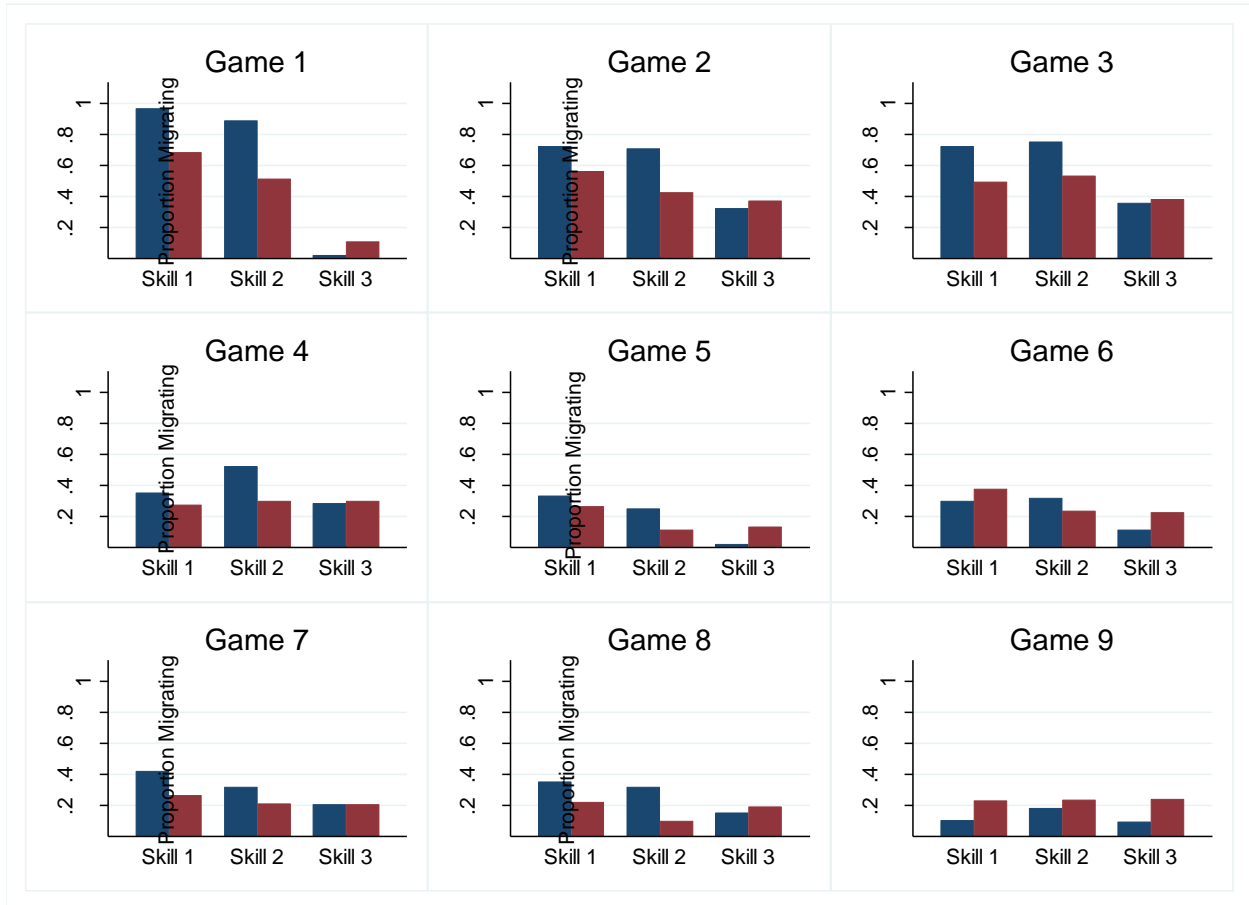 Game 1
Proportion Migrating
1
.8
.6
.4
.2
Skill 1 Skill 2 Skill 3
Game 2
Proportion Migrating
1
.8
.6
.4
.2
Skill 1 Skill 2 Skill 3
Game 3
1
.8
.6
.4
.2
Skill 1 Skill 2 Skill 3
Game 4
Proportion Migrating
1
.8
.6
.4
.2
Skill 1 Skill 2 Skill 3
Game 5
Proportion Migrating
1
.8
.6
.4
.2
Skill 1 Skill 2 Skill 3
Game 6
1
.8
.6
.4
.2
Skill 1 Skill 2 Skill 3
Game 7
Proportion Migrating
1
.8
.6
.4
.2
Skill 1 Skill 2 Skill 3
Game 8
Proportion Migrating
1
.8
.6
.4
.2
Skill 1 Skill 2 Skill 3
Game 9
1
.8
.6
.4
.2
Skill 1 Skill 2 Skill 3